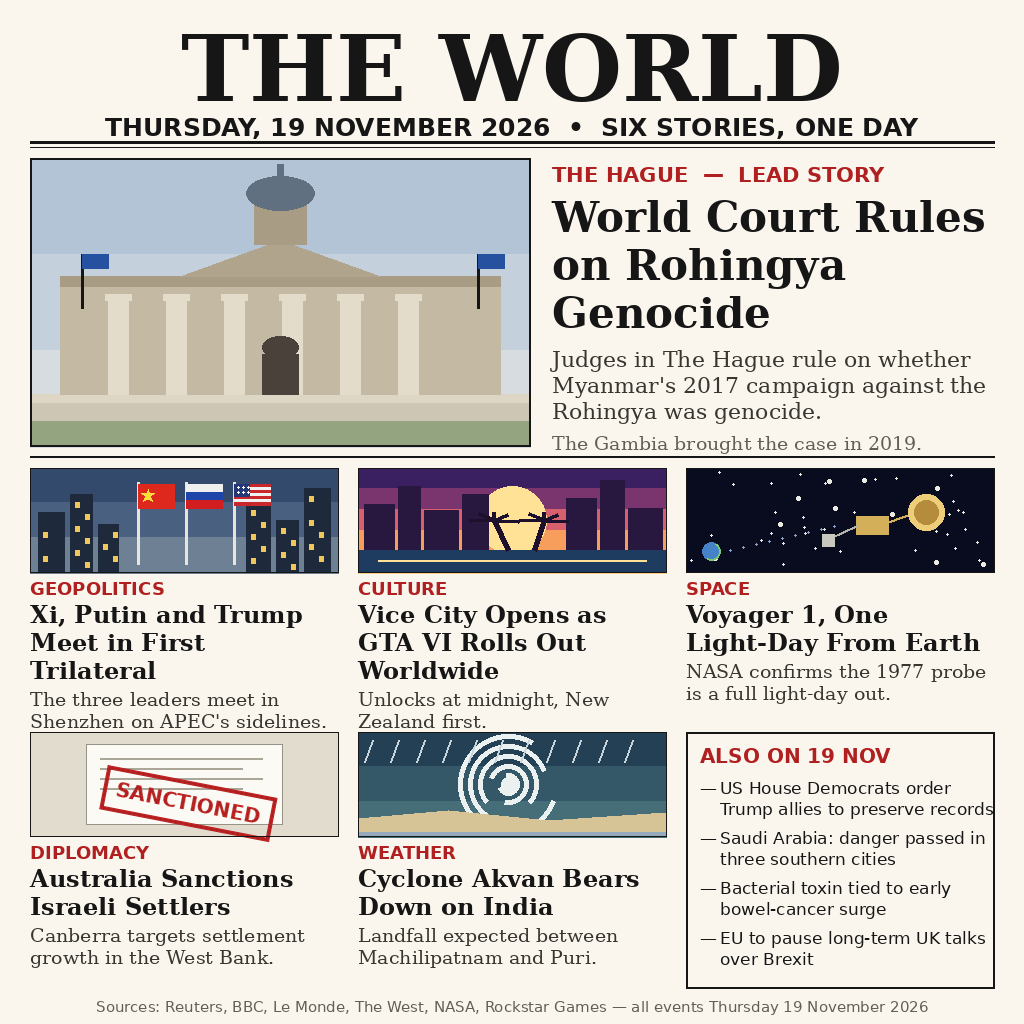 THE WORLD
THURSDAY, 19 NOVEMBER 2026 • SIX STORIES, ONE DAY
THE HAGUE — LEAD STORY
World Court Rules
on Rohingya
Genocide
Judges in The Hague rule on whether
Myanmar's 2017 campaign against the
Rohingya was genocide.
The Gambia brought the case in 2019.
GEOPOLITICS
Xi, Putin and Trump
Meet in First
Trilateral
The three leaders meet in
Shenzhen on APEC's sidelines.
CULTURE
Vice City Opens as
GTA VI Rolls Out
Worldwide
Unlocks at midnight, New
Zealand first.
SPACE
Voyager 1, One
Light-Day From Earth
NASA confirms the 1977 probe
is a full light-day out.
SANCTIONED
DIPLOMACY
Australia Sanctions
Israeli Settlers
Canberra targets settlement
growth in the West Bank.
WEATHER
Cyclone Akvan Bears
Down on India
Landfall expected between
Machilipatnam and Puri.
ALSO ON 19 NOV
— US House Democrats order
Trump allies to preserve records
— Saudi Arabia: danger passed in
three southern cities
— Bacterial toxin tied to early
bowel-cancer surge
— EU to pause long-term UK talks
over Brexit
Sources: Reuters, BBC, Le Monde, The West, NASA, Rockstar Games — all events Thursday 19 November 2026